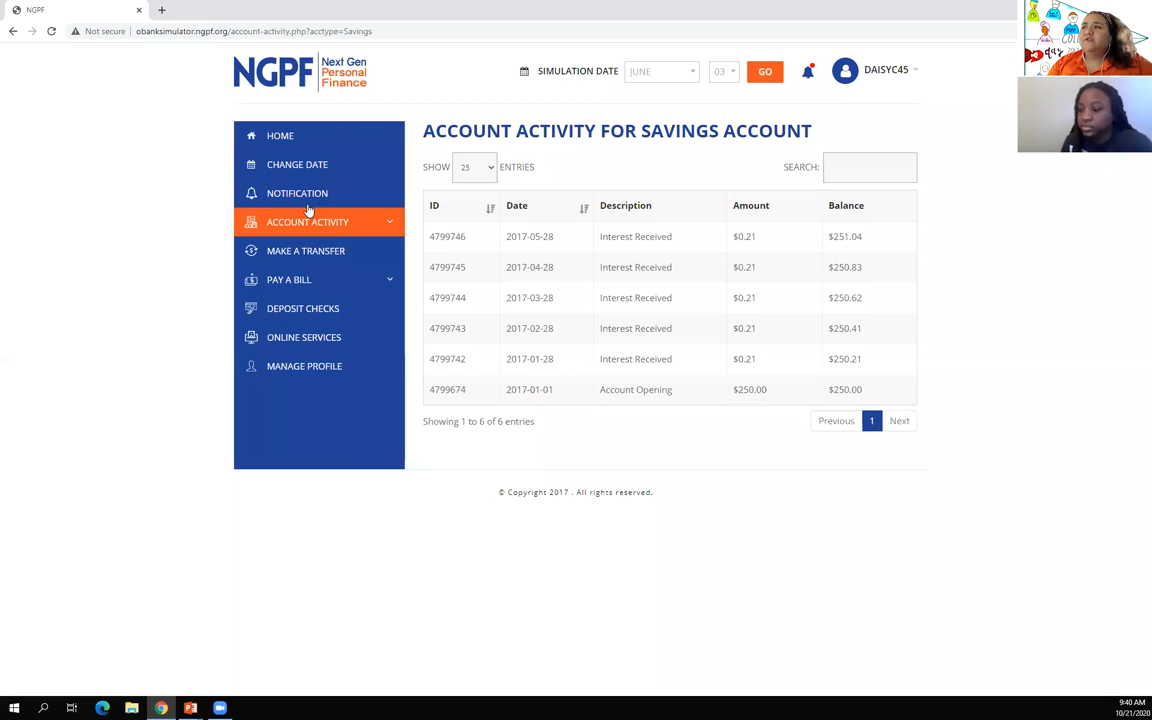 NGPF
Not secure | obanksimulator.ngpf.org/account-activity.php?acctype=Savings
NGPF Next Gen Personal Finance
SIMULATION DATE JUNE 03 GO DAISYC45
HOME
CHANGE DATE
NOTIFICATION
ACCOUNT ACTIVITY
MAKE A TRANSFER
PAY A BILL
DEPOSIT CHECKS
ONLINE SERVICES
MANAGE PROFILE
ACCOUNT ACTIVITY FOR SAVINGS ACCOUNT
SHOW 25 ENTRIES SEARCH:
ID Date Description Amount Balance
4799746 2017-05-28 Interest Received $0.21 $251.04
4799745 2017-04-28 Interest Received $0.21 $250.83
4799744 2017-03-28 Interest Received $0.21 $250.62
4799743 2017-02-28 Interest Received $0.21 $250.41
4799742 2017-01-28 Interest Received $0.21 $250.21
4799674 2017-01-01 Account Opening $250.00 $250.00
Showing 1 to 6 of 6 entries Previous 1 Next
© Copyright 2017 . All rights reserved.
9:40 AM
10/21/2020